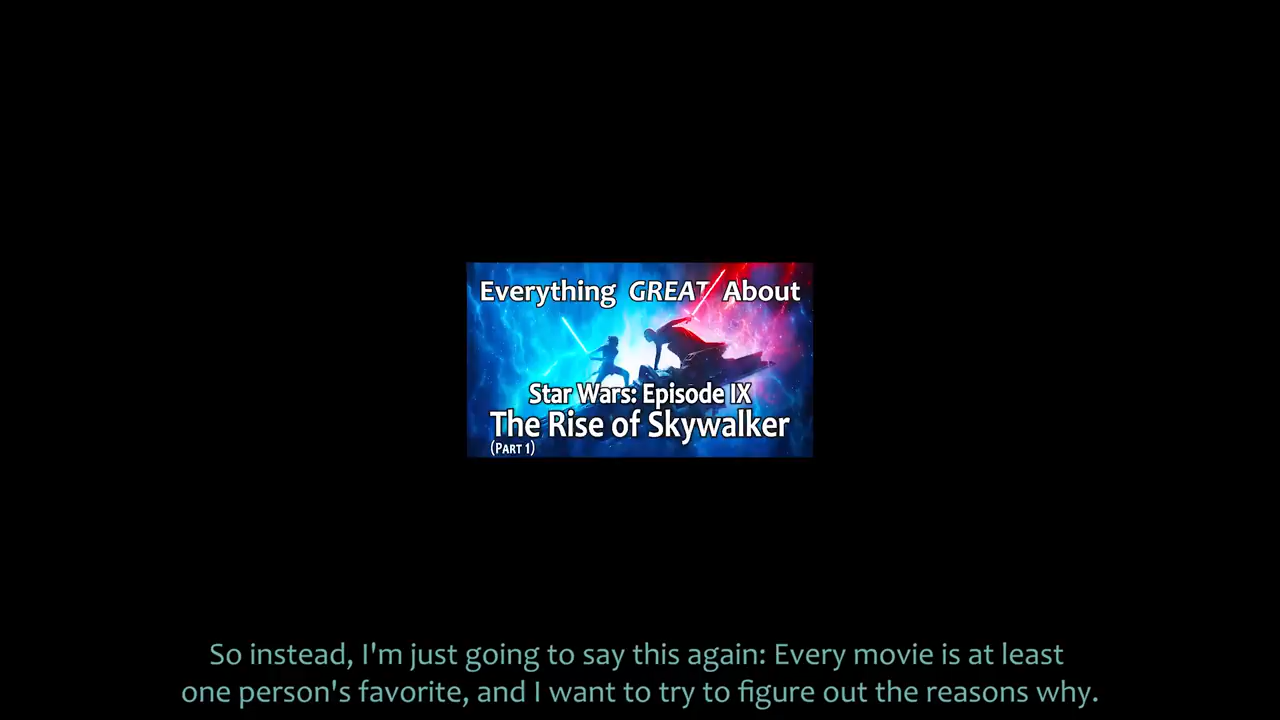 Everything GREAT About
Star Wars: Episode IX
The Rise of Skywalker
(PART 1)
So instead, I'm just going to say this again: Every movie is at least
one person's favorite, and I want to try to figure out the reasons why.